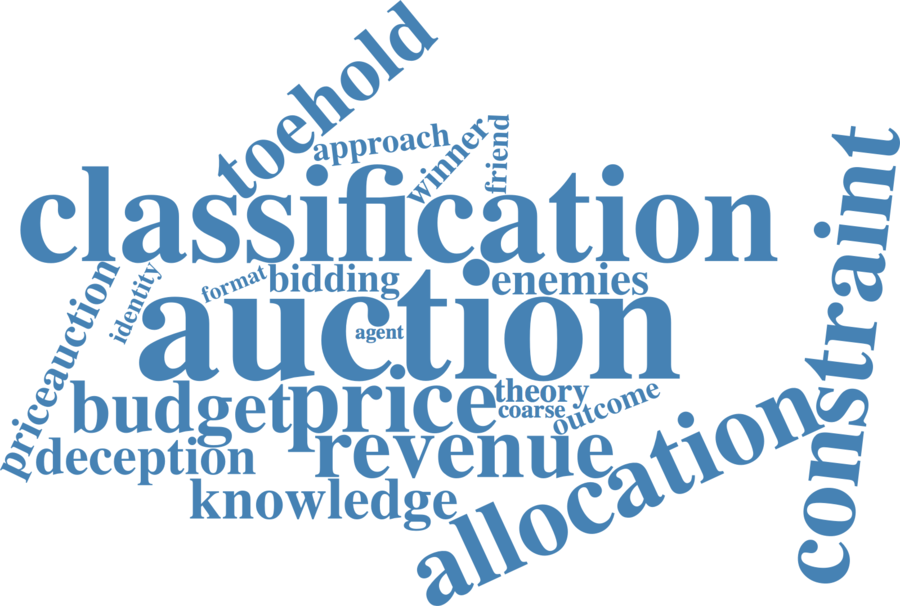 toehold
approach
winner
friend
classification
constraint
priceauction
identity
format
bidding
enemies
auction
agent
budget
price
theory
coarse
outcome
deception
revenue
allocation
knowledge